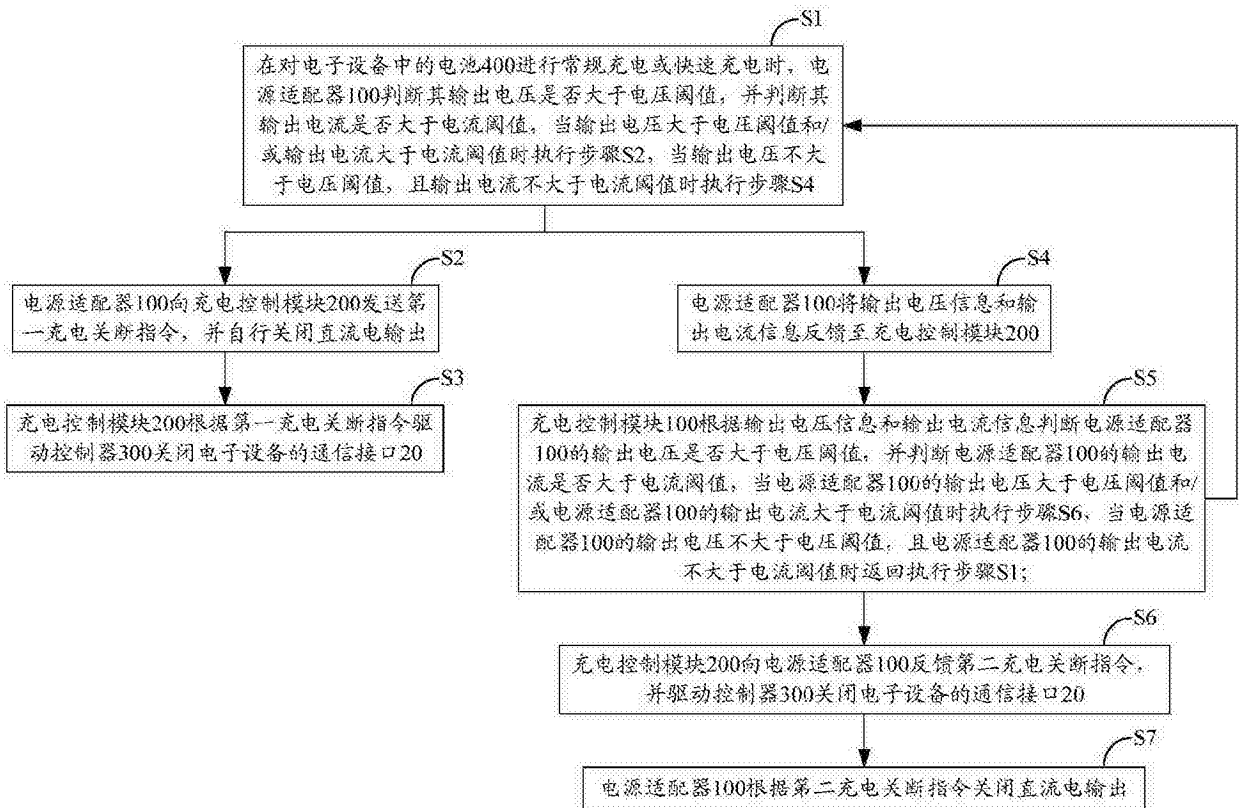 S1
在对电子设备中的电池400进行常规充电或快速充电时，电
源适配器100判断其输出电压是否大于电压阈值，并判断其
输出电流是否大于电流阈值，当输出电压大于电压阈值和/
或输出电流大于电流阈值时执行步骤S2，当输出电压不大
于电压阈值，且输出电流不大于电流阈值时执行步骤S4
S2
电源适配器100向充电控制模块200发送第
一充电关断指令，并自行关闭直流电输出
S3
充电控制模块200根据第一充电关断指令驱
动控制器300关闭电子设备的通信接口20
S4
电源适配器100将输出电压信息和输
出电流信息反馈至充电控制模块200
S5
充电控制模块100根据输出电压信息和输出电流信息判断电源适配器
100的输出电压是否大于电压阈值，并判断电源适配器100的输出电
流是否大于电流阈值，当电源适配器100的输出电压大于电压阈值和/
或电源适配器100的输出电流大于电流阈值时执行步骤S6，当电源适
配器100的输出电压不大于电压阈值，且电源适配器100的输出电流
不大于电流阈值时返回执行步骤S1；
S6
充电控制模块200向电源适配器100反馈第二充电关断指令，
并驱动控制器300关闭电子设备的通信接口20
S7
电源适配器100根据第二充电关断指令关闭直流电输出